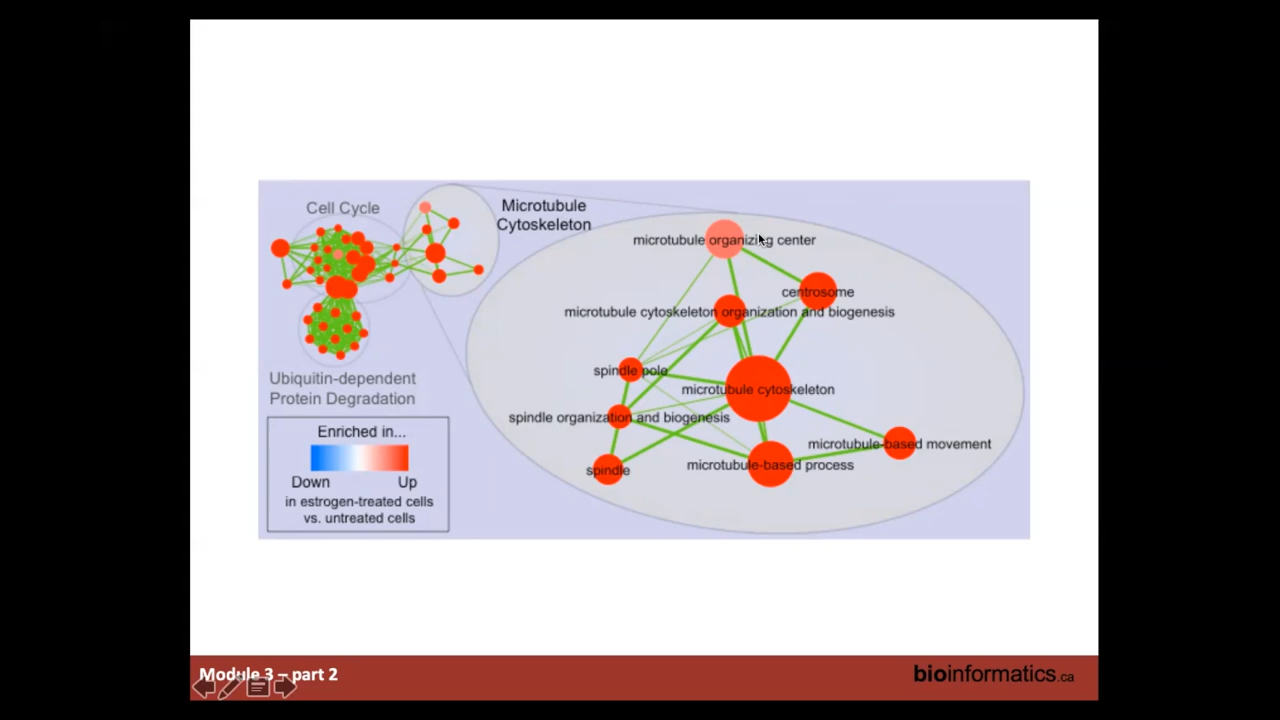 Cell Cycle
Microtubule
Cytoskeleton
microtubule organizing center
centrosome
microtubule cytoskeleton organization and biogenesis
spindle pole
microtubule cytoskeleton
spindle organization and biogenesis
microtubule-based movement
microtubule-based process
spindle
Ubiquitin-dependent
Protein Degradation
Enriched in...
Down Up
in estrogen-treated cells
vs. untreated cells
Module 3 – part 2
bioinformatics.ca